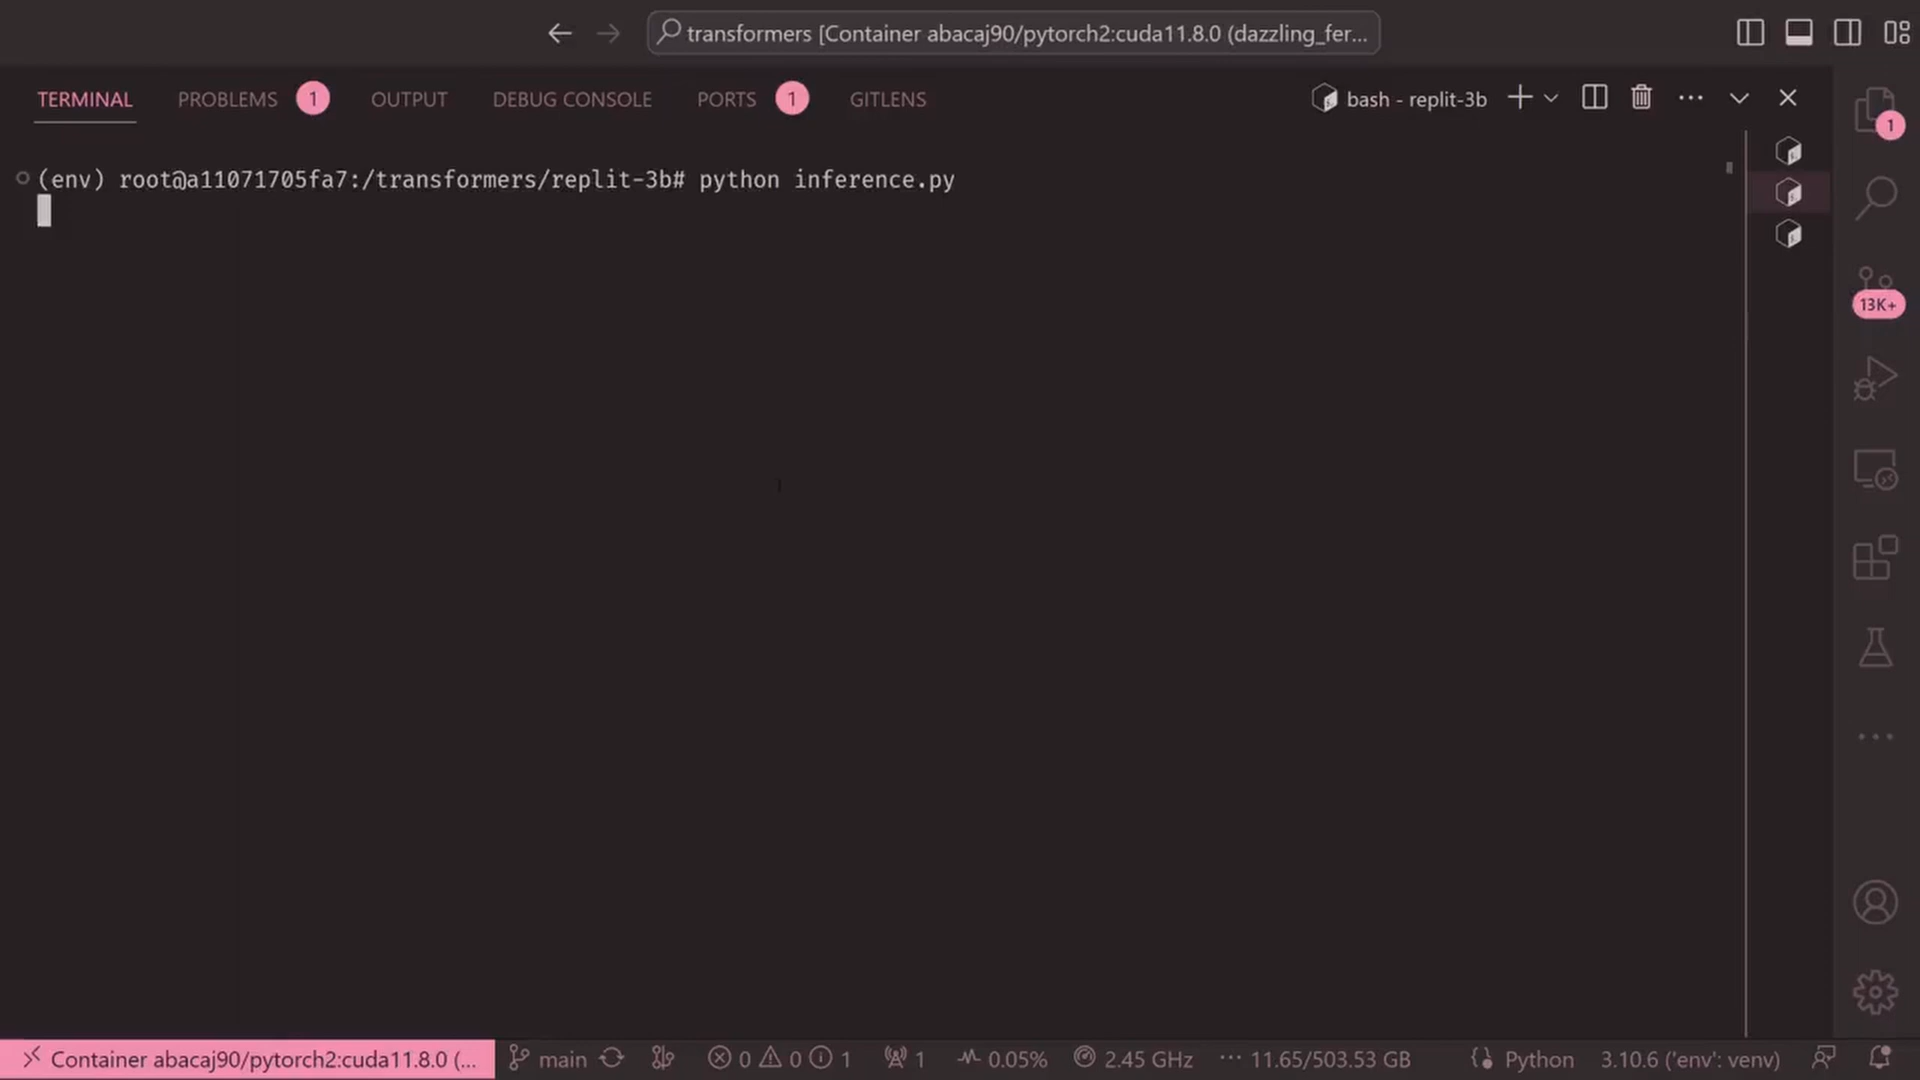 transformers [Container abacaj90/pytorch2:cuda11.8.0 (dazzling_fer...
TERMINAL PROBLEMS 1 OUTPUT DEBUG CONSOLE PORTS 1 GITLENS bash - replit-3b
1
(env) root@a11071705fa7:/transformers/replit-3b# python inference.py
13K+
Container abacaj90/pytorch2:cuda11.8.0 (... main 0 0 1 1 0.05% 2.45 GHz 11.65/503.53 GB Python 3.10.6 ('env': venv)